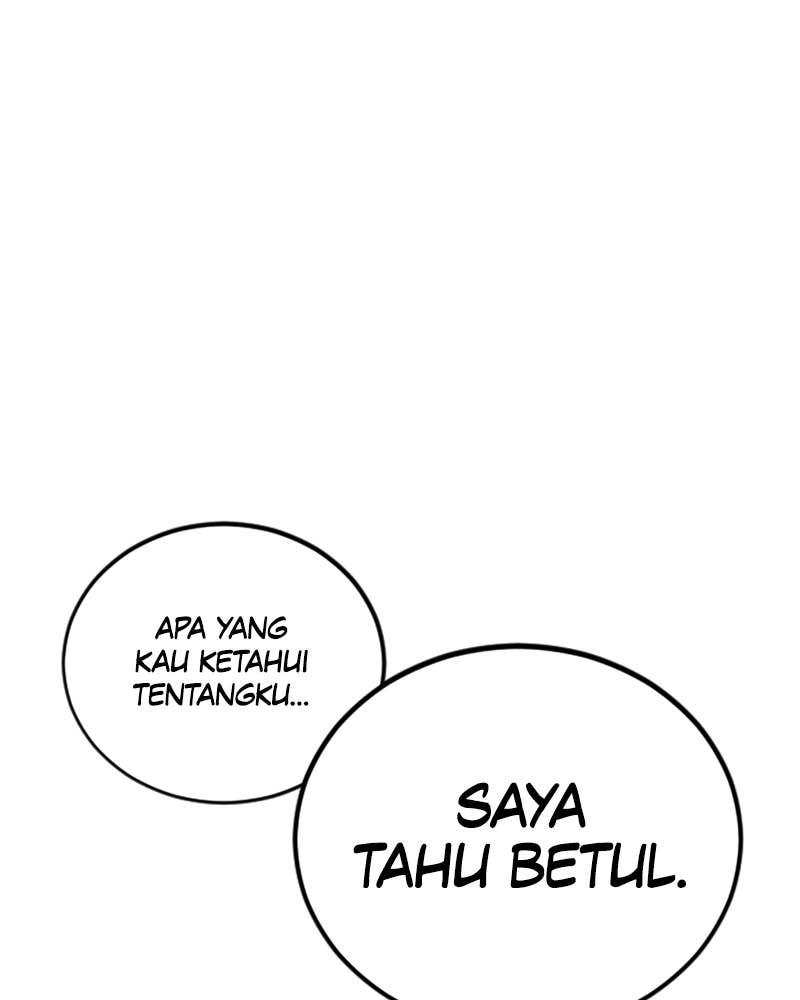 APA YANG
KAU KETAHUI
TENTANGKU...
SAYA
TAHU BETUL.